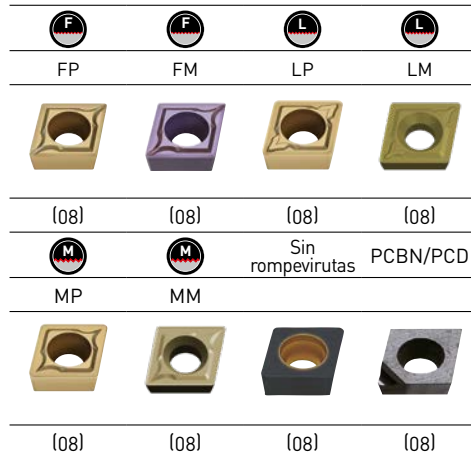 F F L L
FP FM LP LM
(08) (08) (08) (08)
M M Sin rompevirutas PCBN/PCD
MP MM
(08) (08) (08) (08)